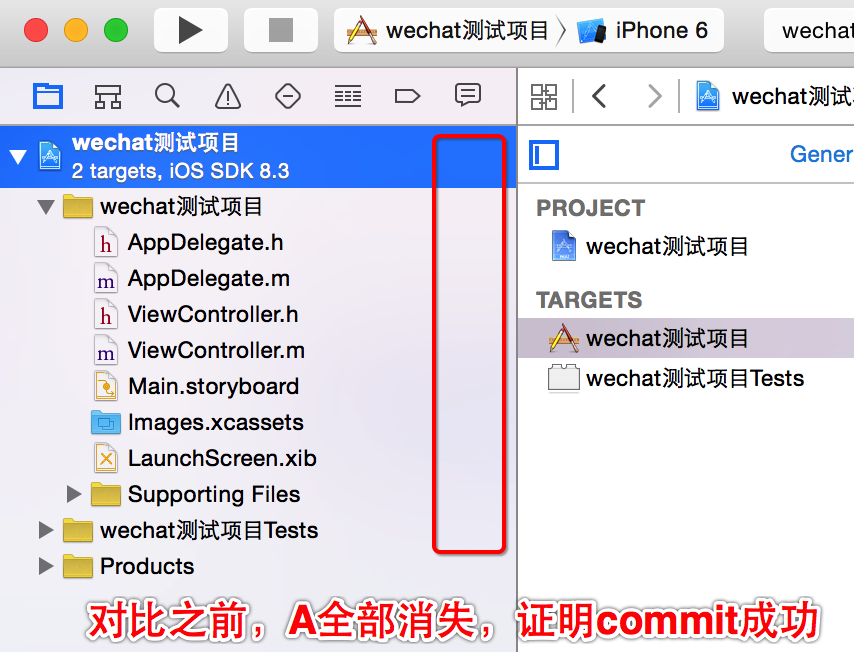 wechat测试项目
iPhone 6
wechat测试项目
2 targets, iOS SDK 8.3
wechat测试项目
h AppDelegate.h
m AppDelegate.m
h ViewController.h
m ViewController.m
Main.storyboard
Images.xcassets
LaunchScreen.xib
Supporting Files
wechat测试项目Tests
Products
wechat
wechat测试
Gener
PROJECT
wechat测试项目
TARGETS
wechat测试项目
wechat测试项目Tests
对比之前，A全部消失，证明commit成功